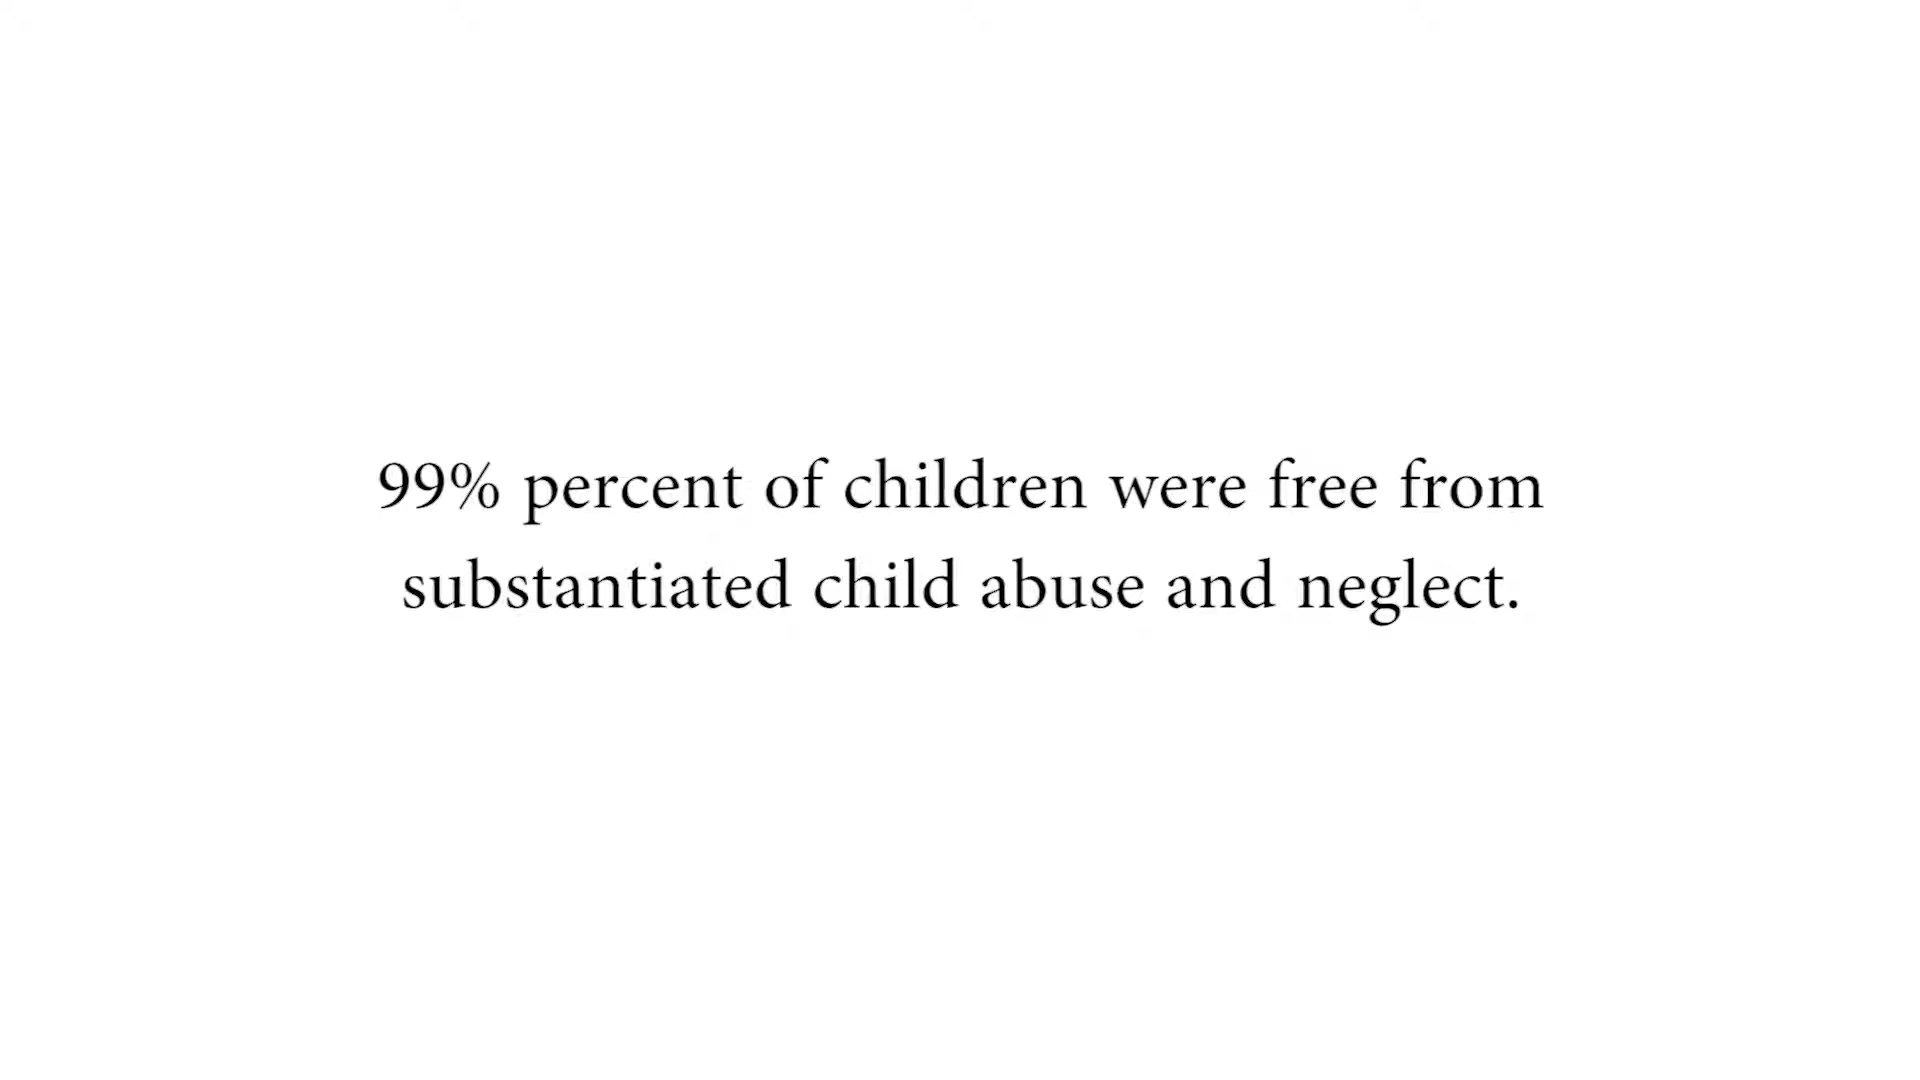 99% percent of children were free from
substantiated child abuse and neglect.